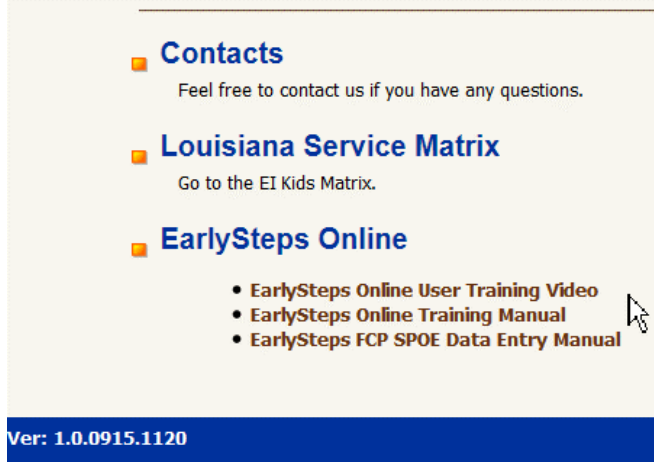 Contacts
Feel free to contact us if you have any questions.
Louisiana Service Matrix
Go to the EI Kids Matrix.
EarlySteps Online
• EarlySteps Online User Training Video
• EarlySteps Online Training Manual
• EarlySteps FCP SPOE Data Entry Manual
Ver: 1.0.0915.1120